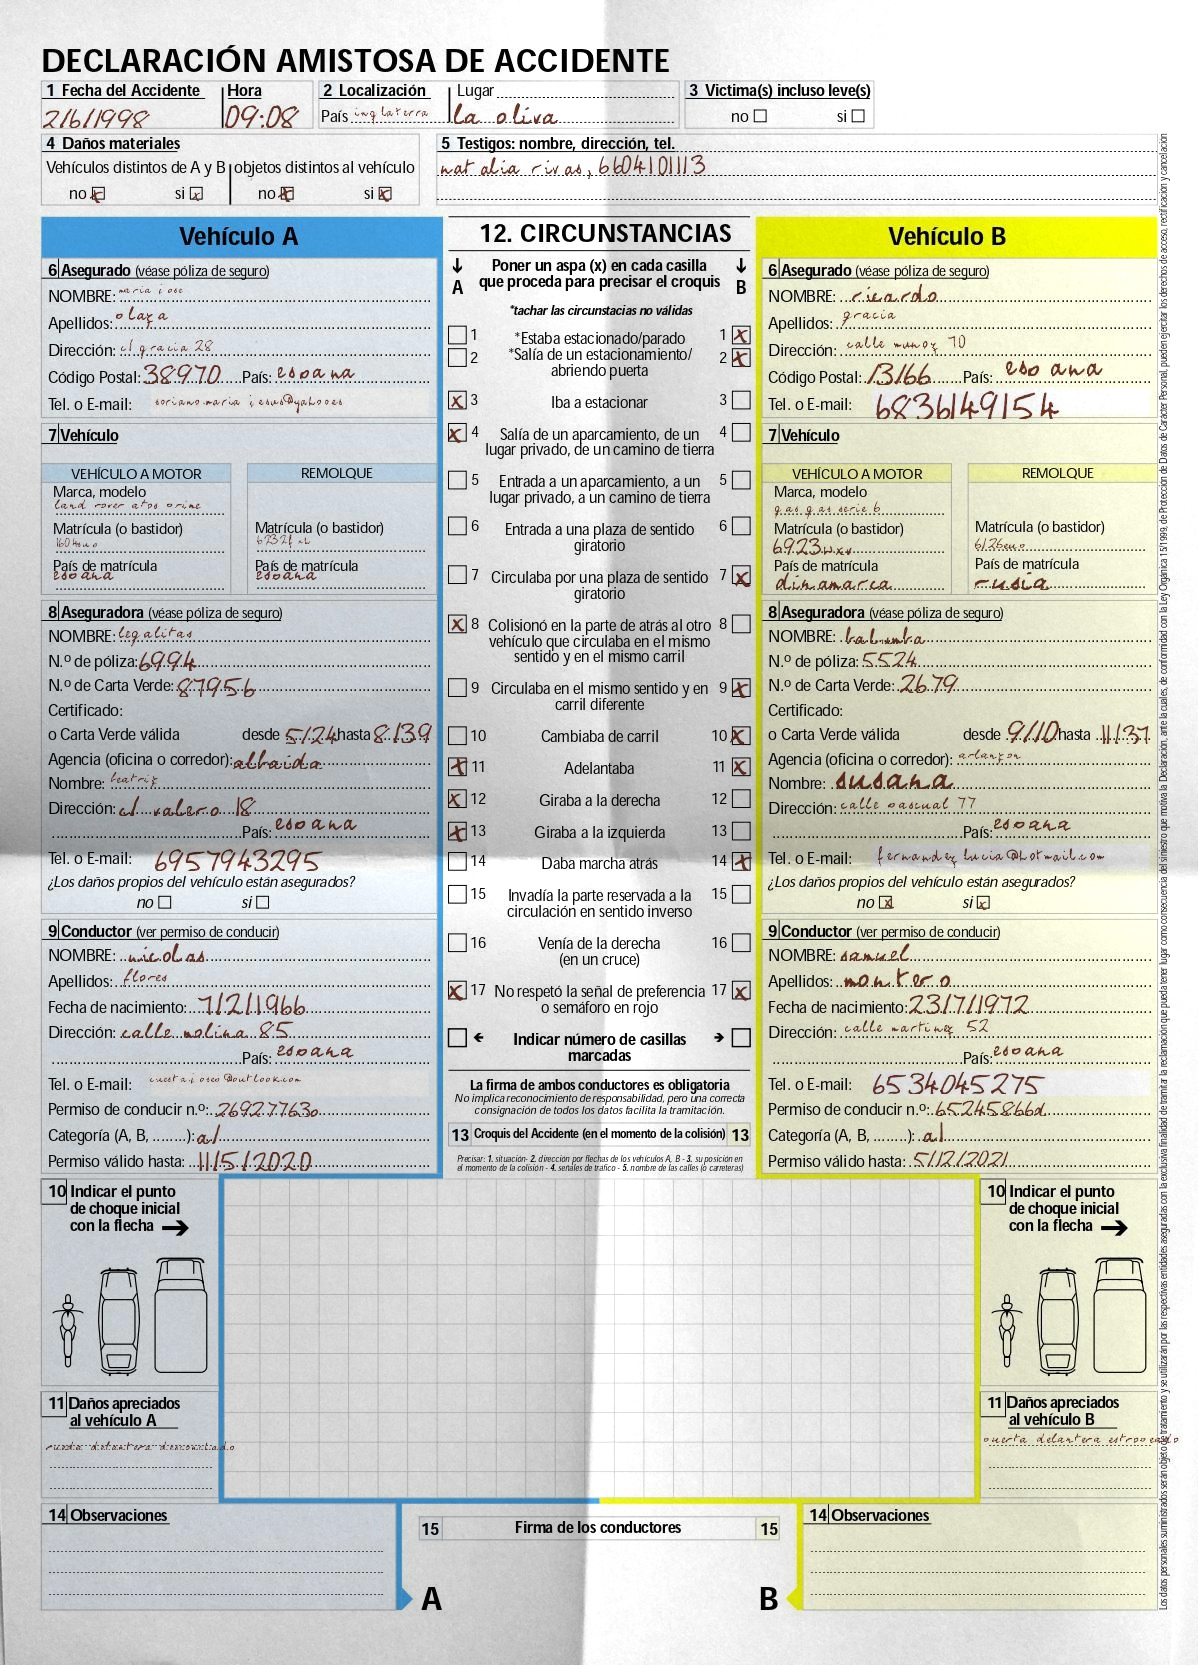 DECLARACIÓN AMISTOSA DE ACCIDENTE
1 Fecha del Accidente Hora 2 Localización Lugar 3 Victima(s) incluso leve(s)
2/6/1998 09:08 País inglaterra la oliva no si
4 Daños materiales
Vehículos distintos de A y B objetos distintos al vehículo
no x si x no x si x
5 Testigos: nombre, dirección, tel.
natalia rivas, 6604101113
Vehículo A
6 Asegurado (véase póliza de seguro)
NOMBRE: maria jose
Apellidos: olaya
Dirección: cl gracia 28
Código Postal: 38970 País: espana
Tel. o E-mail: sorianomaria jesus@yahooes
7 Vehículo
VEHÍCULO A MOTOR REMOLQUE
Marca, modelo
land rover atos prime
Matrícula (o bastidor) Matrícula (o bastidor)
País de matrícula País de matrícula
espana espana
8 Aseguradora (véase póliza de seguro)
NOMBRE: legalitas
N.º de póliza: 6994
N.º de Carta Verde: 87956
Certificado:
o Carta Verde válida desde 5/24 hasta 8/39
Agencia (oficina o corredor): albaida
Nombre: beatriz
Dirección: cl valero 18
País: espana
Tel. o E-mail: 6957943295
¿Los daños propios del vehículo están asegurados?
no si
9 Conductor (ver permiso de conducir)
NOMBRE: nicolas
Apellidos: flores
Fecha de nacimiento: 7/2/1966
Dirección: calle molina 85
País: espana
Tel. o E-mail: cuestajoseo@outlook.com
Permiso de conducir n.º: 26927763o
Categoría (A, B, ........): a1
Permiso válido hasta: 11/5/2020
10 Indicar el punto
de choque inicial
con la flecha
11 Daños apreciados
al vehículo A
rueda delantera desmontado
14 Observaciones
12. CIRCUNSTANCIAS
A Poner un aspa (x) en cada casilla B
que proceda para precisar el croquis
*tachar las circunstacias no válidas
1 *Estaba estacionado/parado 1 x
2 *Salía de un estacionamiento/ 2 x
abriendo puerta
x 3 Iba a estacionar 3
x 4 Salía de un aparcamiento, de un 4
lugar privado, de un camino de tierra
5 Entrada a un aparcamiento, a un 5
lugar privado, a un camino de tierra
6 Entrada a una plaza de sentido 6
giratorio
7 Circulaba por una plaza de sentido 7 x
giratorio
x 8 Colisionó en la parte de atrás al otro 8
vehículo que circulaba en el mismo
sentido y en el mismo carril
9 Circulaba en el mismo sentido y en 9 x
carril diferente
10 Cambiaba de carril 10 x
x 11 Adelantaba 11 x
x 12 Giraba a la derecha 12
x 13 Giraba a la izquierda 13
14 Daba marcha atrás 14 x
15 Invadía la parte reservada a la 15
circulación en sentido inverso
16 Venía de la derecha 16
(en un cruce)
x 17 No respetó la señal de preferencia 17 x
o semáforo en rojo
Indicar número de casillas
marcadas
La firma de ambos conductores es obligatoria
No implica reconocimiento de responsabilidad, pero una correcta
consignación de todos los datos facilita la tramitación.
13 Croquis del Accidente (en el momento de la colisión) 13
Precisar: 1. situación- 2. dirección por flechas de los vehículos A, B - 3. su posición en
el momento de la colisión - 4. señales de tráfico - 5. nombre de las calles (o carreteras)
15 Firma de los conductores 15
A B
Vehículo B
6 Asegurado (véase póliza de seguro)
NOMBRE: ricardo
Apellidos: gracia
Dirección: calle munoz 10
Código Postal: 13166 País: espana
Tel. o E-mail: 6836149154
7 Vehículo
VEHÍCULO A MOTOR REMOLQUE
Marca, modelo
gas gas serie 6
Matrícula (o bastidor) Matrícula (o bastidor)
País de matrícula País de matrícula
dinamarca rusia
8 Aseguradora (véase póliza de seguro)
NOMBRE: balumba
N.º de póliza: 5524
N.º de Carta Verde: 2679
Certificado:
o Carta Verde válida desde 9/10 hasta 11/37
Agencia (oficina o corredor): arlanzon
Nombre: susana
Dirección: calle pascual 77
País: espana
Tel. o E-mail: fernandez lucia@hotmail.com
¿Los daños propios del vehículo están asegurados?
no x si x
9 Conductor (ver permiso de conducir)
NOMBRE: samuel
Apellidos: montero
Fecha de nacimiento: 23/7/1972
Dirección: calle martinez 52
País: espana
Tel. o E-mail: 6534045275
Permiso de conducir n.º: 65245866d
Categoría (A, B, ........): a1
Permiso válido hasta: 5/12/2021
10 Indicar el punto
de choque inicial
con la flecha
11 Daños apreciados
al vehículo B
puerta delantera estropeado
14 Observaciones
Los datos personales suministrados serán objeto de tratamiento y se utilizarán por las respectivas entidades aseguradas con la exclusiva finalidad de tramitar la reclamación que pueda tener lugar como consecuencia del siniestro que motiva la Declaración, ante la cuales, de conformidad con la Ley Orgánica 15/1999, de Protección de Datos de Carácter Personal, pueden ejercitar los derechos de acceso, rectificación y cancelación